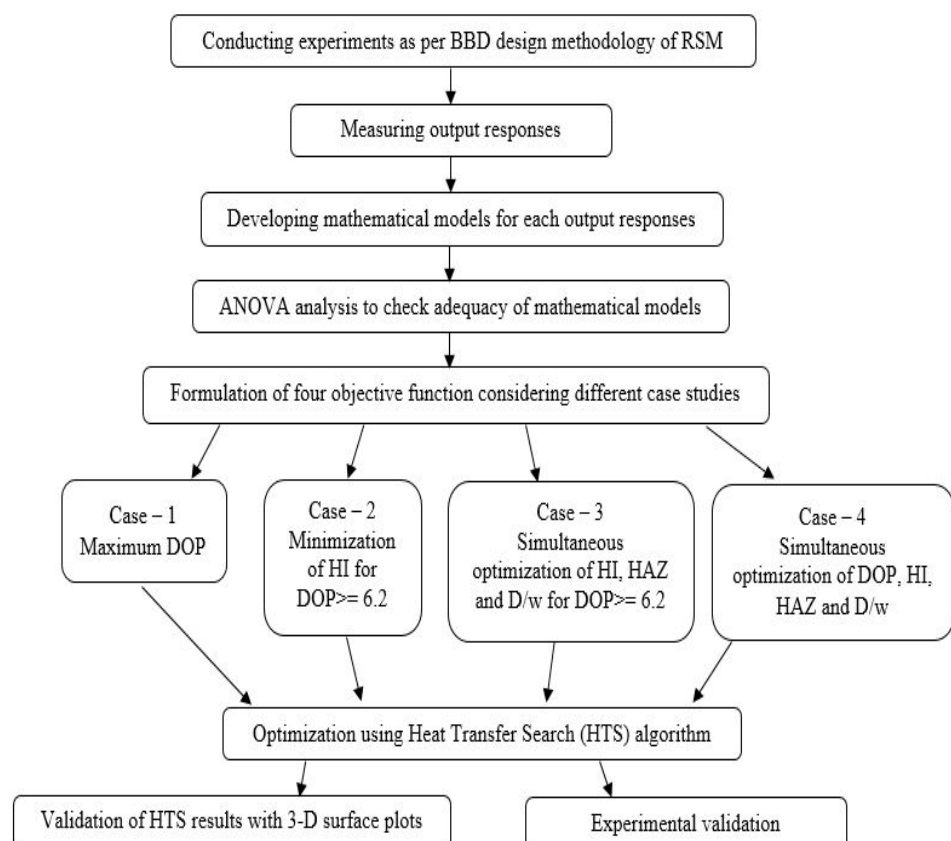 Conducting experiments as per BBD design methodology of RSM
Measuring output responses
Developing mathematical models for each output responses
ANOVA analysis to check adequacy of mathematical models
Formulation of four objective function considering different case studies
Case – 1
Maximum DOP
Case – 2
Minimization
of HI for
DOP>= 6.2
Case – 3
Simultaneous
optimization of HI, HAZ
and D/w for DOP>= 6.2
Case – 4
Simultaneous
optimization of DOP, HI,
HAZ and D/w
Optimization using Heat Transfer Search (HTS) algorithm
Validation of HTS results with 3-D surface plots
Experimental validation